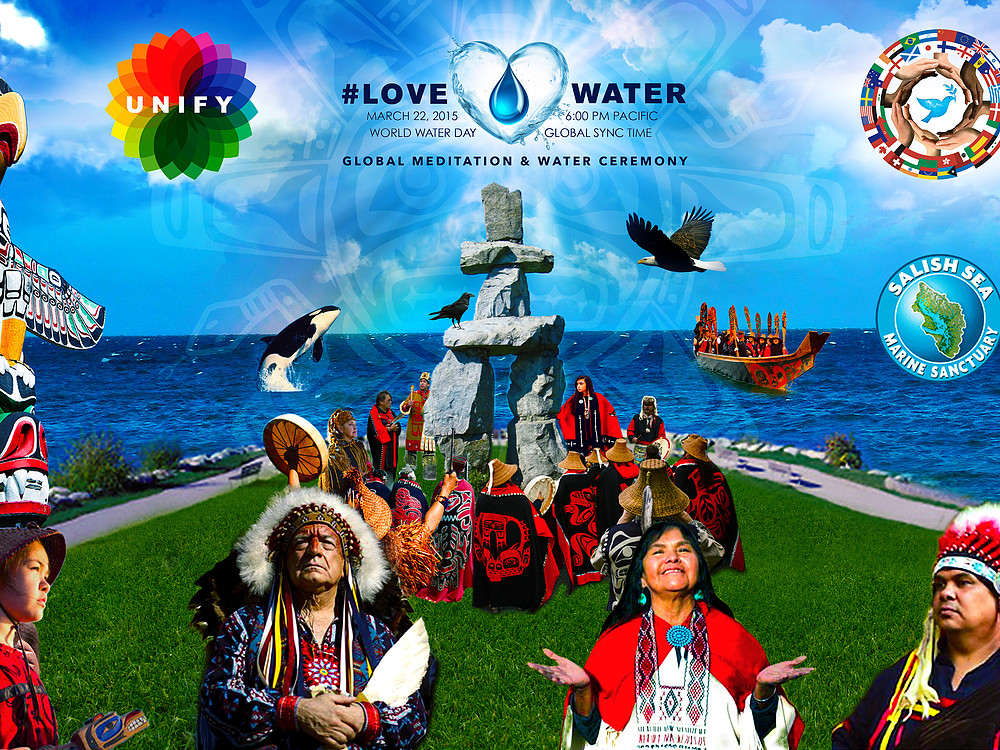 UNIFY
#LOVE WATER
MARCH 22, 2015 6:00 PM PACIFIC
WORLD WATER DAY GLOBAL SYNC TIME
GLOBAL MEDITATION & WATER CEREMONY
SALISH SEA
MARINE SANCTUARY